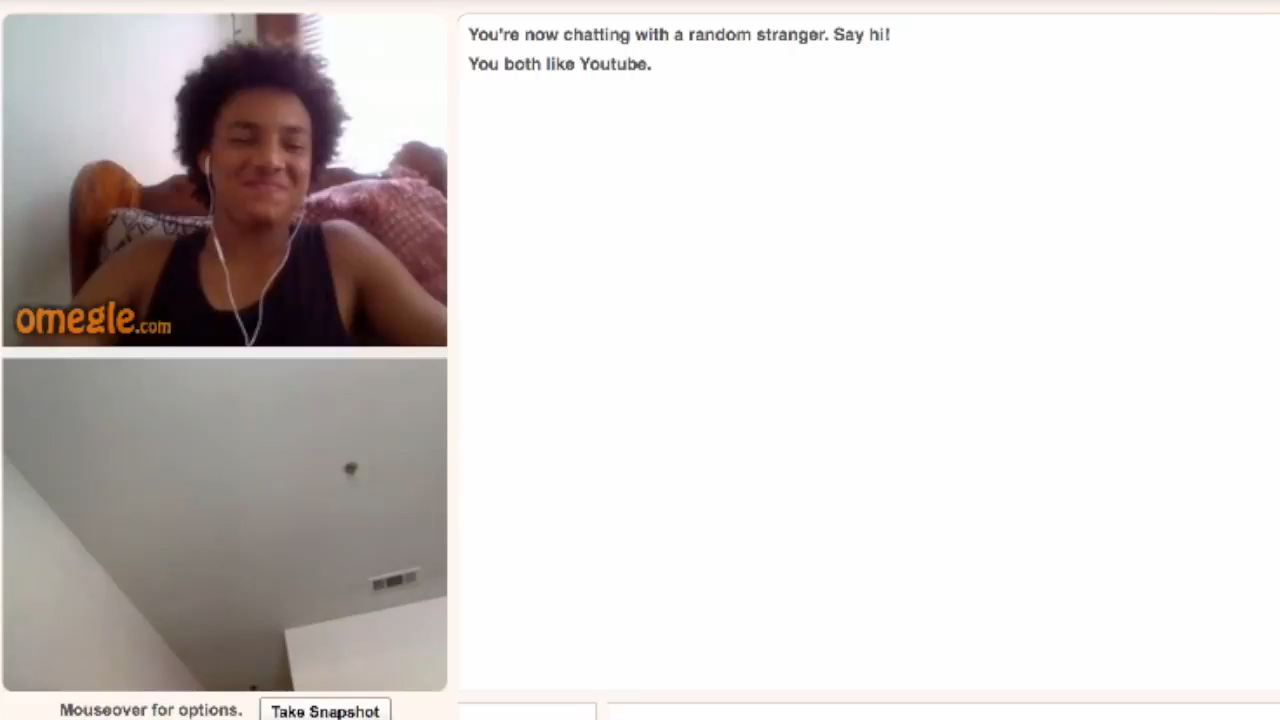 You're now chatting with a random stranger. Say hi!
You both like Youtube.
omegle.com
Mouseover for options.
Take Snapshot